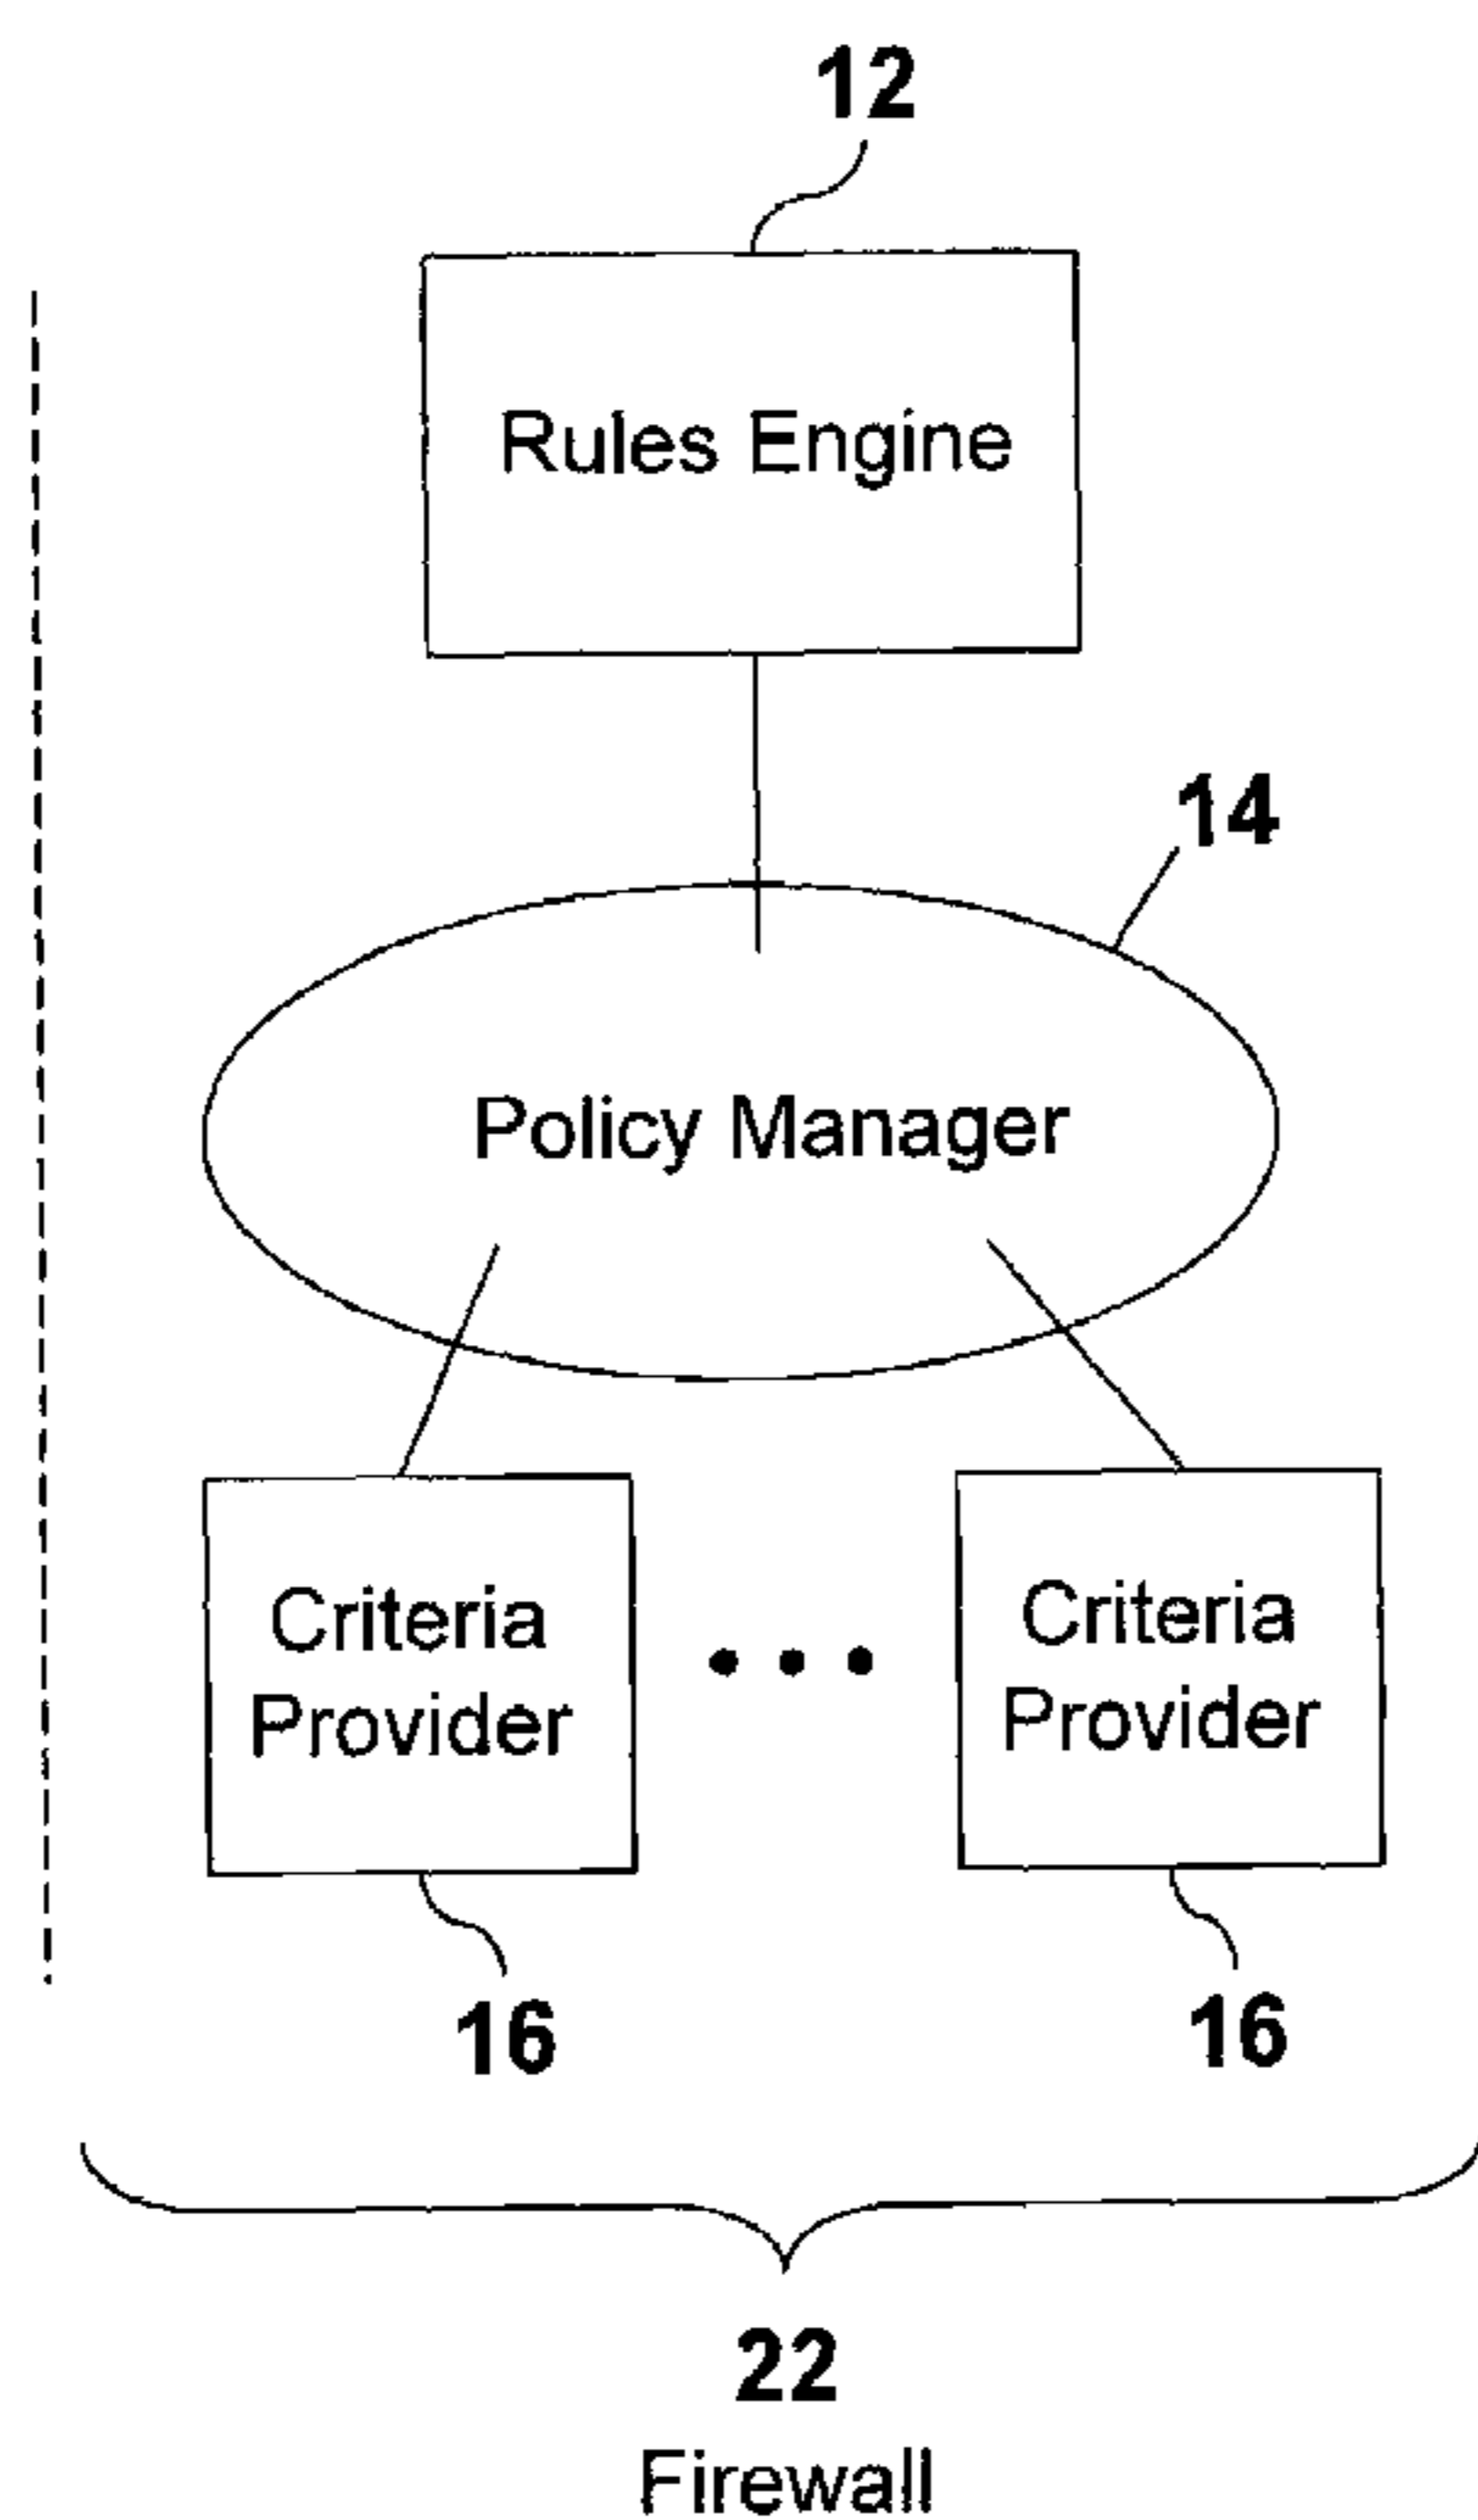 12
Rules Engine
14
Policy Manager
Criteria
Provider
Criteria
Provider
16
16
22
Firewall